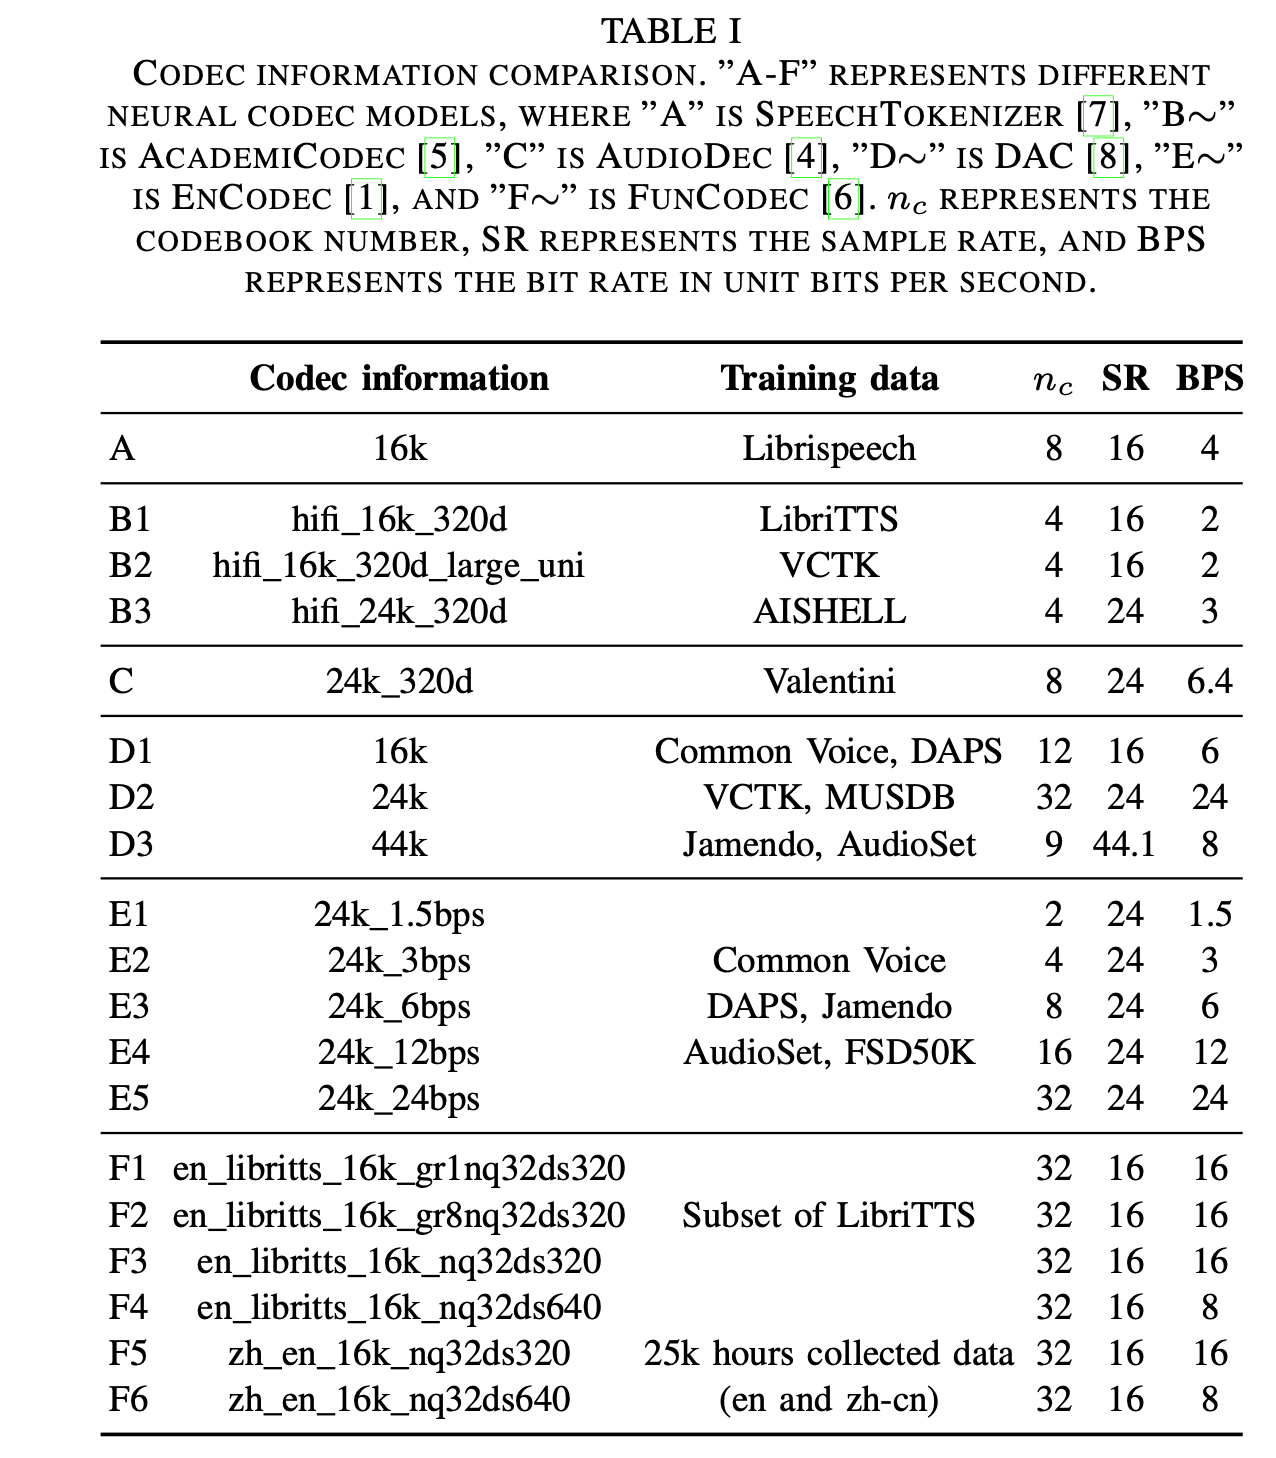 TABLE I
CODEC INFORMATION COMPARISON. ”A-F” REPRESENTS DIFFERENT
NEURAL CODEC MODELS, WHERE ”A” IS SPEECHTOKENIZER [7], ”B∼”
IS ACADEMICODEC [5], ”C” IS AUDIODEC [4], ”D∼” IS DAC [8], ”E∼”
IS ENCODEC [1], AND ”F∼” IS FUNCODEC [6]. n_c REPRESENTS THE
CODEBOOK NUMBER, SR REPRESENTS THE SAMPLE RATE, AND BPS
REPRESENTS THE BIT RATE IN UNIT BITS PER SECOND.
Codec information Training data n_c SR BPS
A 16k Librispeech 8 16 4
B1 hifi_16k_320d LibriTTS 4 16 2
B2 hifi_16k_320d_large_uni VCTK 4 16 2
B3 hifi_24k_320d AISHELL 4 24 3
C 24k_320d Valentini 8 24 6.4
D1 16k Common Voice, DAPS 12 16 6
D2 24k VCTK, MUSDB 32 24 24
D3 44k Jamendo, AudioSet 9 44.1 8
E1 24k_1.5bps 2 24 1.5
E2 24k_3bps Common Voice 4 24 3
E3 24k_6bps DAPS, Jamendo 8 24 6
E4 24k_12bps AudioSet, FSD50K 16 24 12
E5 24k_24bps 32 24 24
F1 en_libritts_16k_gr1nq32ds320 32 16 16
F2 en_libritts_16k_gr8nq32ds320 Subset of LibriTTS 32 16 16
F3 en_libritts_16k_nq32ds320 32 16 16
F4 en_libritts_16k_nq32ds640 32 16 8
F5 zh_en_16k_nq32ds320 25k hours collected data 32 16 16
F6 zh_en_16k_nq32ds640 (en and zh-cn) 32 16 8